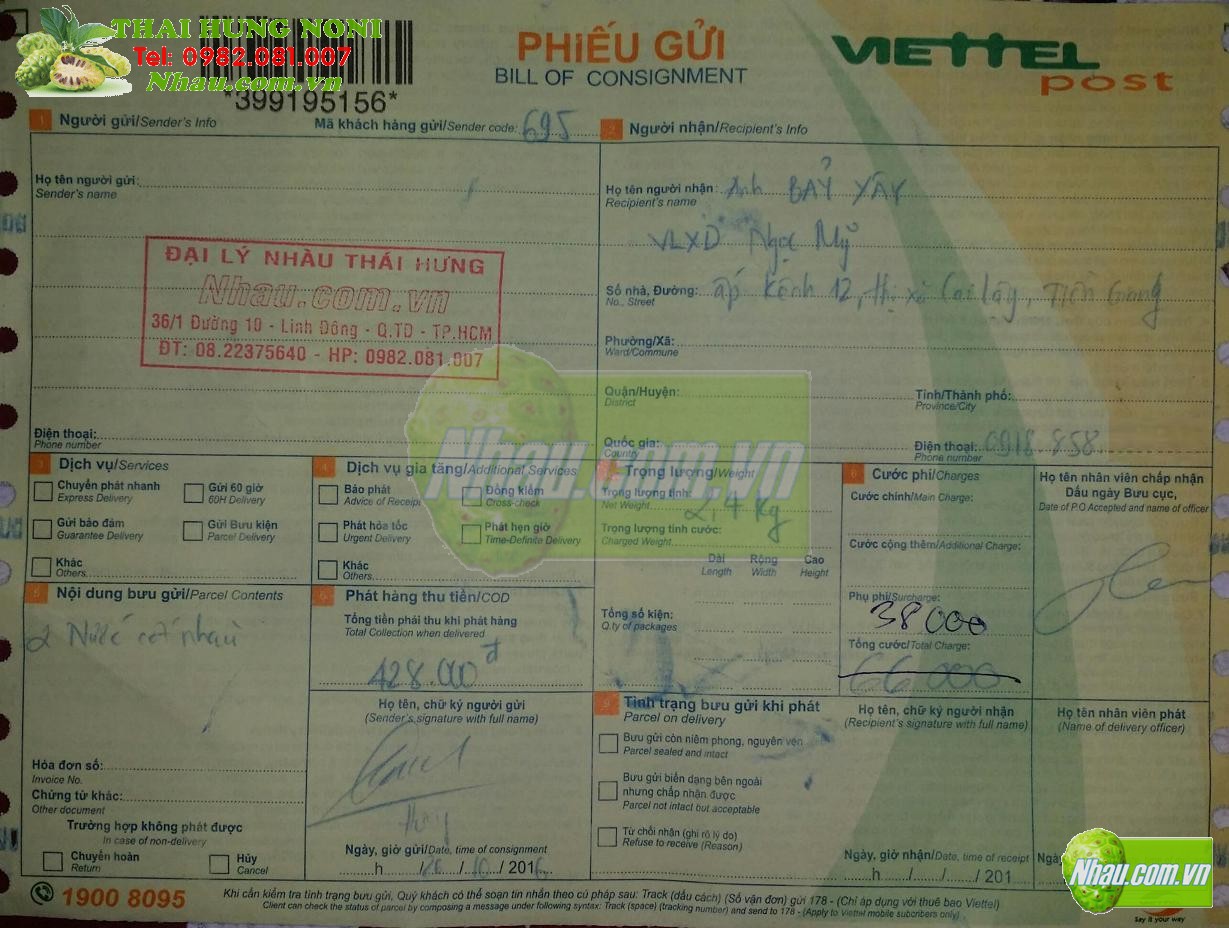 THAI HUNG NONI
Tel: 0982.081.007
Nhau.com.vn
*399195156*
PHIẾU GỬI
BILL OF CONSIGNMENT
VIETTEL
post
1 Người gửi/Sender's Info
Mã khách hàng gửi/Sender code: 695
2 Người nhận/Recipient's Info
Họ tên người gửi:
Sender's name
ĐẠI LÝ NHÀU THÁI HƯNG
Nhau.com.vn
36/1 Đường 10 - Linh Đông - Q.TD - TP.HCM
ĐT: 08.22375640 - HP: 0982.081.007
Điện thoại:
Phone number
Họ tên người nhận: Anh BẢY XÂY
Recipient's name
VLXD Ngọc Mỹ
Số nhà, Đường: ấp Kênh 12, thị xã Cai Lậy, Tiền Giang
No., Street
Phường/Xã:
Ward/Commune
Quận/Huyện:
District
Tỉnh/Thành phố:
Province/City
Quốc gia:
Country
Điện thoại: 0918.858.
Phone number
Nhau.com.vn
3 Dịch vụ/Services
Chuyển phát nhanh
Express Delivery
Gửi 60 giờ
60H Delivery
Gửi bảo đảm
Guarantee Delivery
Gửi Bưu kiện
Parcel Delivery
Khác
Others
4 Dịch vụ gia tăng/Additional Services
Báo phát
Advice of Receipt
Đồng kiểm
Cross-check
Phát hỏa tốc
Urgent Delivery
Phát hẹn giờ
Time-Definite Delivery
Khác
Others
Trọng lượng/Weight
Trọng lượng tịnh:
Net Weight
2,4 kg
Trọng lượng tính cước:
Charged Weight
Dài
Length
Rộng
Width
Cao
Height
Tổng số kiện:
Q.ty of packages
8 Cước phí/Charges
Cước chính/Main Charge:
Cước cộng thêm/Additional Charge:
Phụ phí/Surcharge:
38000
Tổng cước/Total Charge:
66000
Họ tên nhân viên chấp nhận
Dấu ngày Bưu cục,
Date of P.O Accepted and name of officer
5 Nội dung bưu gửi/Parcel Contents
2 Nước cốt nhàu
Hóa đơn số:
Invoice No.
Chứng từ khác:
Other document
Trường hợp không phát được
In case of non-delivery
Chuyển hoàn
Return
Hủy
Cancel
6 Phát hàng thu tiền/COD
Tổng tiền phải thu khi phát hàng
Total Collection when delivered
428.000đ
Họ tên, chữ ký người gửi
(Sender's signature with full name)
Ngày, giờ gửi/Date, time of consignment
h 26/10/2016
9 Tình trạng bưu gửi khi phát
Parcel on delivery
Bưu gửi còn niêm phong, nguyên vẹn
Parcel sealed and intact
Bưu gửi biến dạng bên ngoài
nhưng chấp nhận được
Parcel not intact but acceptable
Từ chối nhận (ghi rõ lý do)
Refuse to receive (Reason)
Họ tên, chữ ký người nhận
(Recipient's signature with full name)
Ngày, giờ nhận/Date, time of receipt
h / / 201
Họ tên nhân viên phát
(Name of delivery officer)
Ngà
Nhau.com.vn
Say it your way
1900 8095
Khi cần kiểm tra tình trạng bưu gửi, Quý khách có thể soạn tin nhắn theo cú pháp sau: Track (dấu cách) (Số vận đơn) gửi 178 - (Chỉ áp dụng với thuê bao Viettel)
Client can check the status of parcel by composing a message under following syntax: Track (space) (tracking number) and send to 178 - (Apply to Viettel mobile subcribers only)